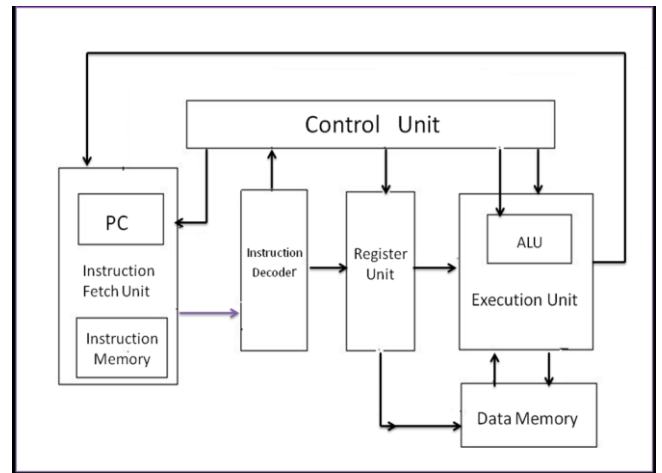 Control Unit
PC
Instruction
Fetch Unit
Instruction
Memory
Instruction
Decoder
Register
Unit
ALU
Execution Unit
Data Memory